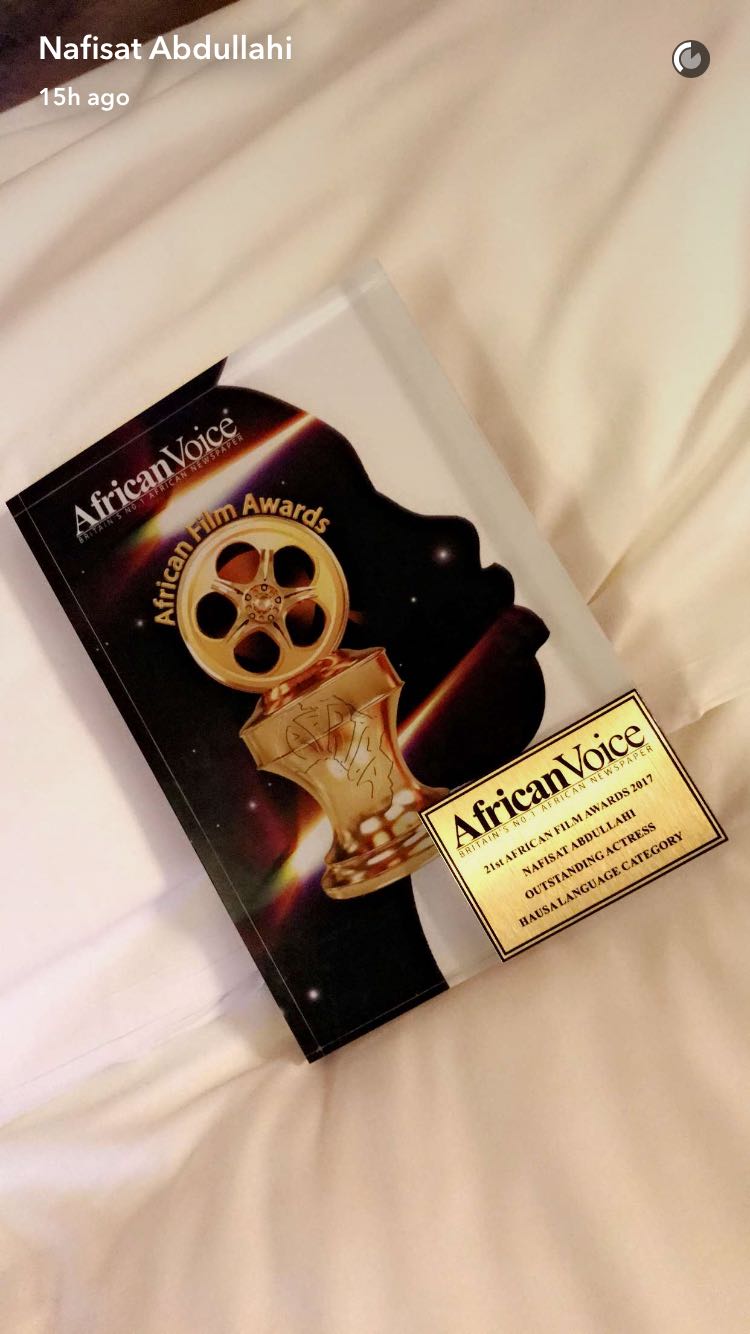 Nafisat Abdullahi
15h ago
AfricanVoice
BRITAIN'S NO.1 AFRICAN NEWSPAPER
African Film Awards
AfricanVoice
BRITAIN'S NO.1 AFRICAN NEWSPAPER
21st AFRICAN FILM AWARDS 2017
NAFISAT ABDULLAHI
OUTSTANDING ACTRESS
HAUSA LANGUAGE CATEGORY